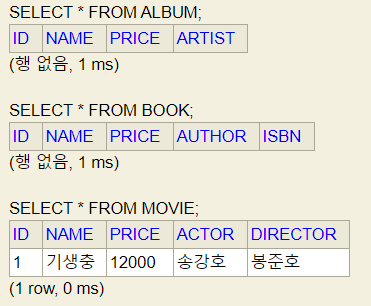 SELECT * FROM ALBUM;
ID NAME PRICE ARTIST
(행 없음, 1 ms)
SELECT * FROM BOOK;
ID NAME PRICE AUTHOR ISBN
(행 없음, 1 ms)
SELECT * FROM MOVIE;
ID NAME PRICE ACTOR DIRECTOR
1 기생충 12000 송강호 봉준호
(1 row, 0 ms)